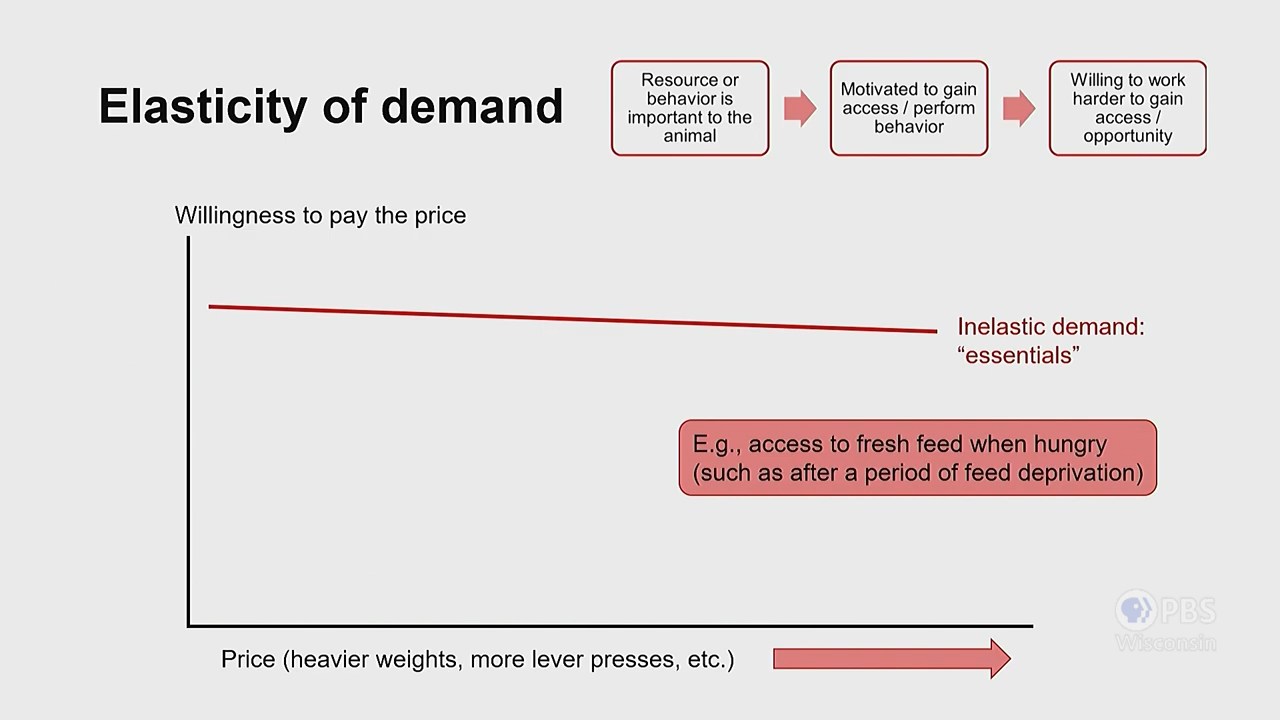 Elasticity of demand
Resource or
behavior is
important to the
animal
Motivated to gain
access / perform
behavior
Willing to work
harder to gain
access /
opportunity
Willingness to pay the price
Inelastic demand:
“essentials”
E.g., access to fresh feed when hungry
(such as after a period of feed deprivation)
Price (heavier weights, more lever presses, etc.)
PBS
Wisconsin